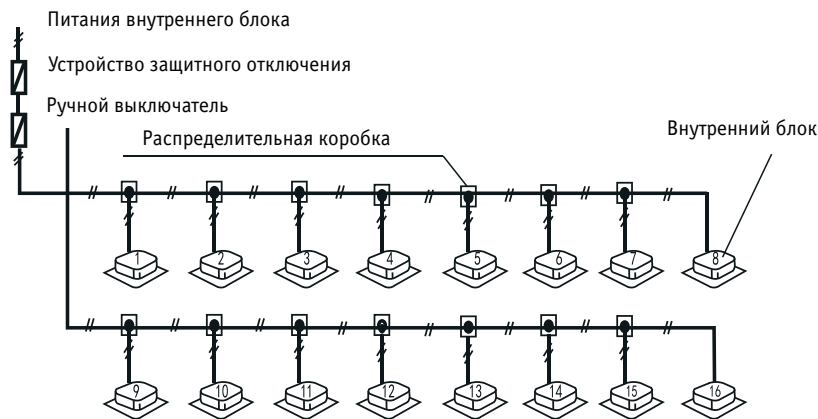 Питания внутреннего блока
Устройство защитного отключения
Ручной выключатель
Распределительная коробка
Внутренний блок
1 2 3 4 5 6 7 8
9 10 11 12 13 14 15 16